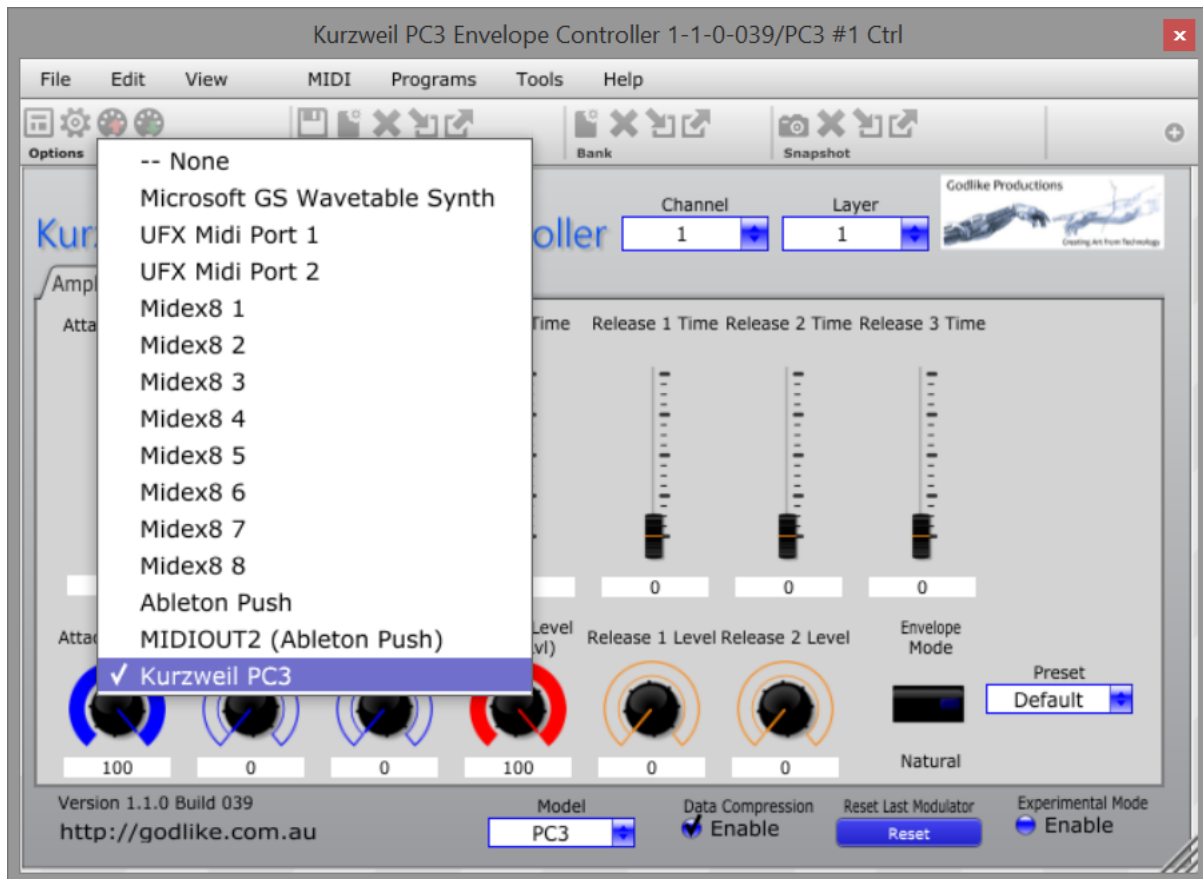 Kurzweil PC3 Envelope Controller 1-1-0-039/PC3 #1 Ctrl
File Edit View MIDI Programs Tools Help
Options Bank Snapshot
-- None
Microsoft GS Wavetable Synth
UFX Midi Port 1
UFX Midi Port 2
Midex8 1
Midex8 2
Midex8 3
Midex8 4
Midex8 5
Midex8 6
Midex8 7
Midex8 8
Ableton Push
MIDIOUT2 (Ableton Push)
Kurzweil PC3
Channel Layer
1 1
Godlike Productions
Creating Art from Technology
Time Release 1 Time Release 2 Time Release 3 Time
0 0 0
Level Release 1 Level Release 2 Level
Envelope
Mode
Natural
Preset
Default
100 0 0 100 0 0
Version 1.1.0 Build 039
http://godlike.com.au
Model
PC3
Data Compression
Enable
Reset Last Modulator
Reset
Experimental Mode
Enable